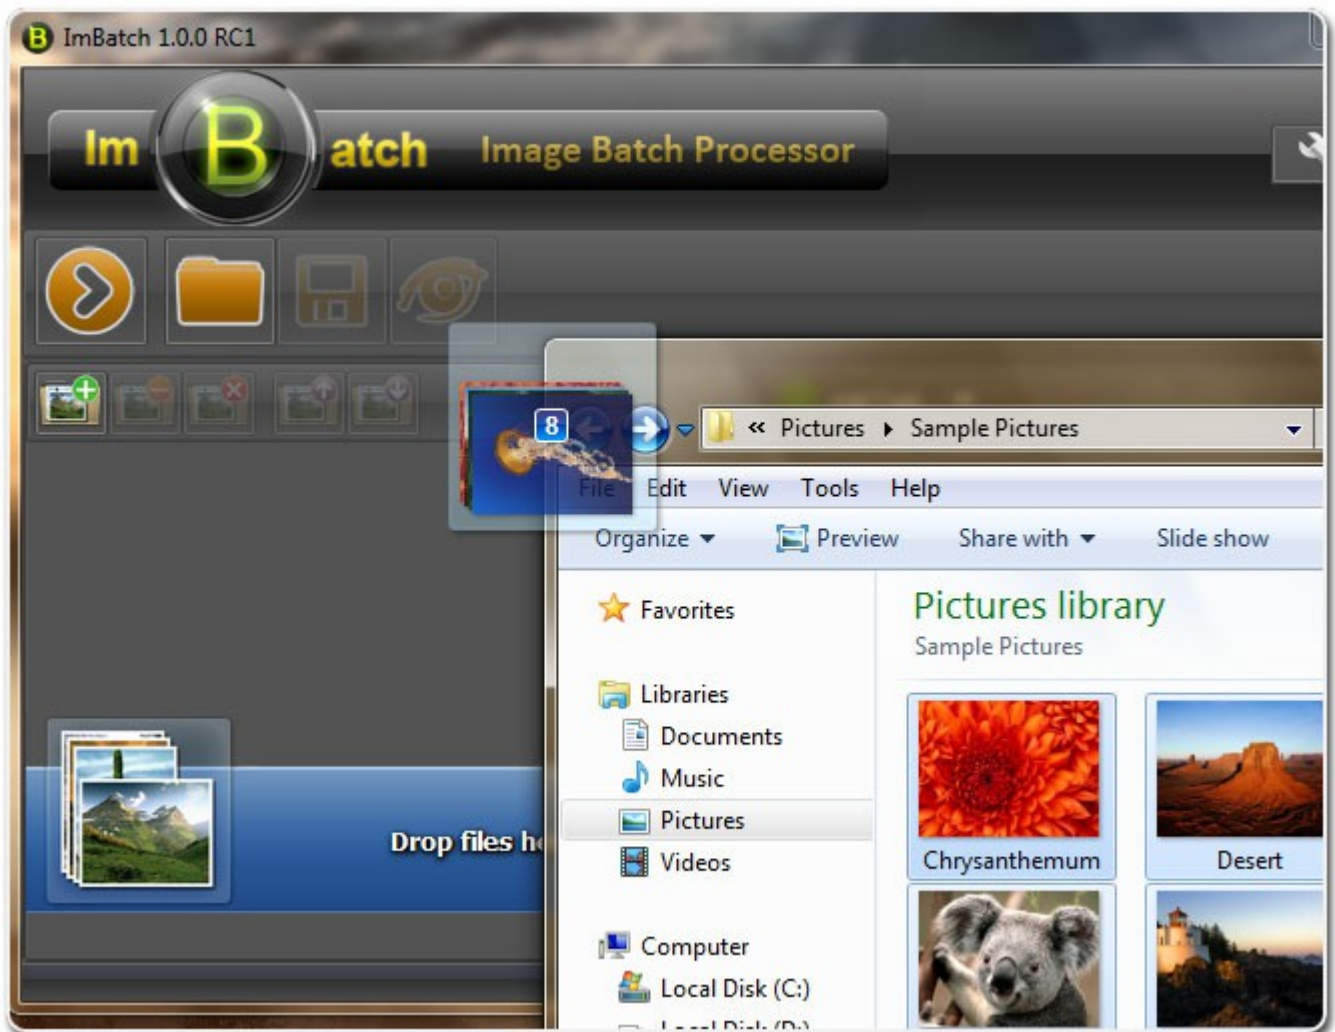 B ImBatch 1.0.0 RC1
Im B atch Image Batch Processor
8
« Pictures Sample Pictures
File Edit View Tools Help
Organize Preview Share with Slide show
Favorites
Pictures library
Sample Pictures
Libraries
Documents
Music
Pictures
Videos
Chrysanthemum Desert
Drop files
Computer
Local Disk (C:)
Local Disk (D:)